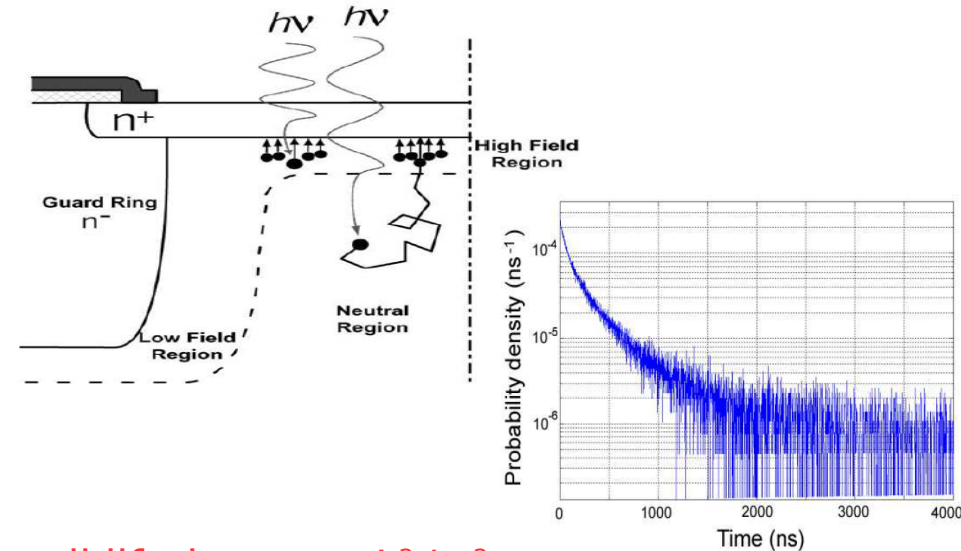 hν
hν
n⁺
High Field
Region
Guard Ring
n⁻
Neutral
Region
Low Field
Region
Probability density (ns⁻¹)
10⁻⁴
10⁻⁵
10⁻⁶
0
1000
2000
3000
4000
Time (ns)